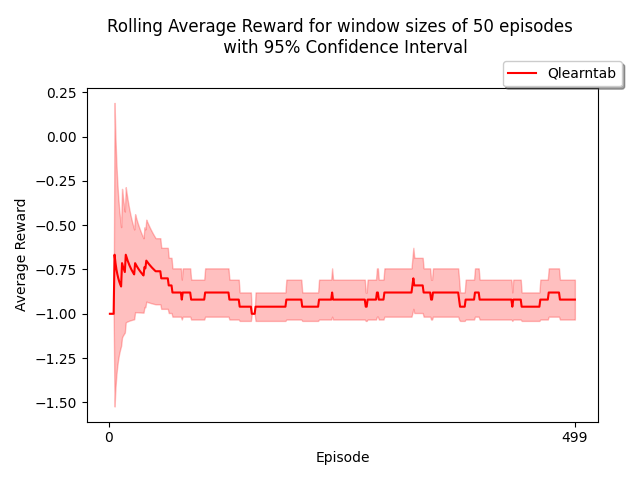 Rolling Average Reward for window sizes of 50 episodes
with 95% Confidence Interval
Qlearntab
0.25
0.00
−0.25
−0.50
−0.75
−1.00
−1.25
−1.50
Average Reward
0
499
Episode